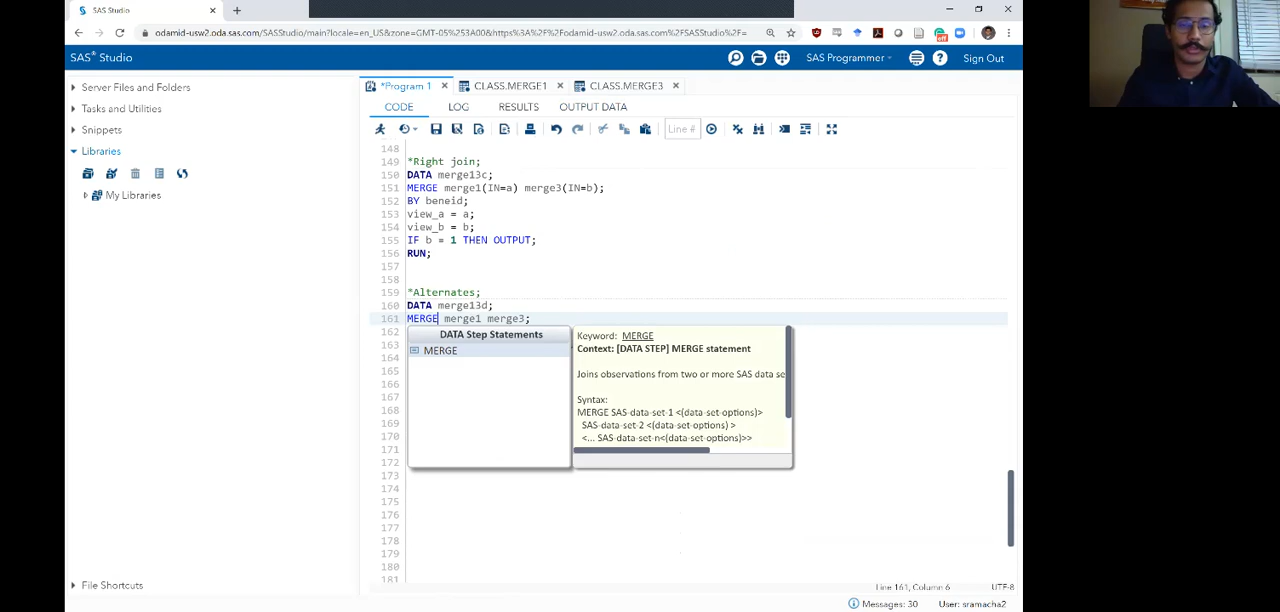 SAS Studio
odamid-usw2.oda.sas.com/SASStudio/main?locale=en_US&zone=GMT-05%253A00&https%3A%2F%2Fodamid-usw2.oda.sas.com%2FSASStudio%2F=
SAS® Studio
SAS Programmer
Sign Out
Server Files and Folders
Tasks and Utilities
Snippets
Libraries
My Libraries
File Shortcuts
*Program 1
CLASS.MERGE1
CLASS.MERGE3
CODE
LOG
RESULTS
OUTPUT DATA
Line #
148
149 *Right join;
150 DATA merge13c;
151 MERGE merge1(IN=a) merge3(IN=b);
152 BY beneid;
153 view_a = a;
154 view_b = b;
155 IF b = 1 THEN OUTPUT;
156 RUN;
157
158
159 *Alternates;
160 DATA merge13d;
161 MERGE merge1 merge3;
162
163
164
165
166
167
168
169
170
171
172
173
174
175
176
177
178
179
180
181
DATA Step Statements
MERGE
Keyword: MERGE
Context: [DATA STEP] MERGE statement
Joins observations from two or more SAS data se
Syntax:
MERGE SAS-data-set-1 <(data-set-options)>
SAS-data-set-2 <(data-set-options) >
<... SAS-data-set-n<(data-set-options)>>
Line 161, Column 6
UTF-8
Messages: 30
User: sramacha2